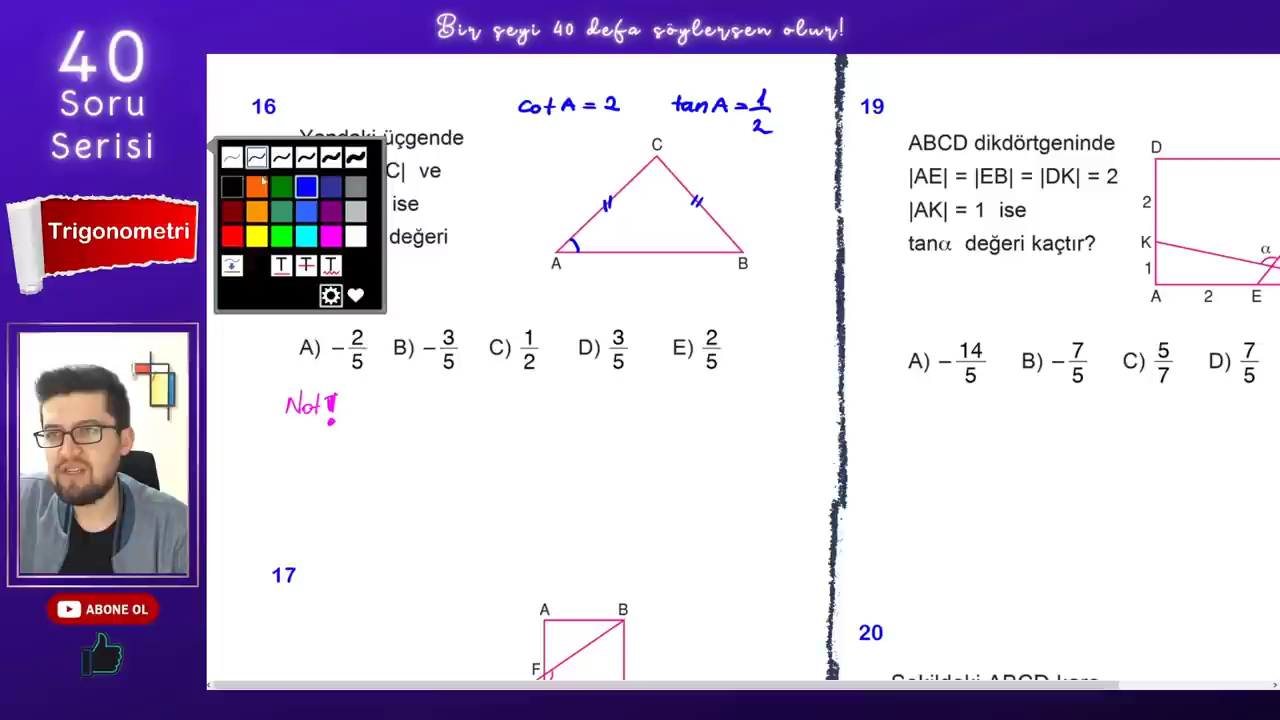 Bir şeyi 40 defa söylersen olur!
40
Soru
Serisi
Trigonometri
ABONE OL
16
cot A = 2 tan A = 1/2
üçgende
C| ve
ise
değeri
C
A
B
A) -2/5 B) -3/5 C) 1/2 D) 3/5 E) 2/5
Not!
17
A B
F
19
ABCD dikdörtgeninde
|AE| = |EB| = |DK| = 2
|AK| = 1 ise
tanα değeri kaçtır?
D
2
K
α
1
A 2 E
A) -14/5 B) -7/5 C) 5/7 D) 7/5
20